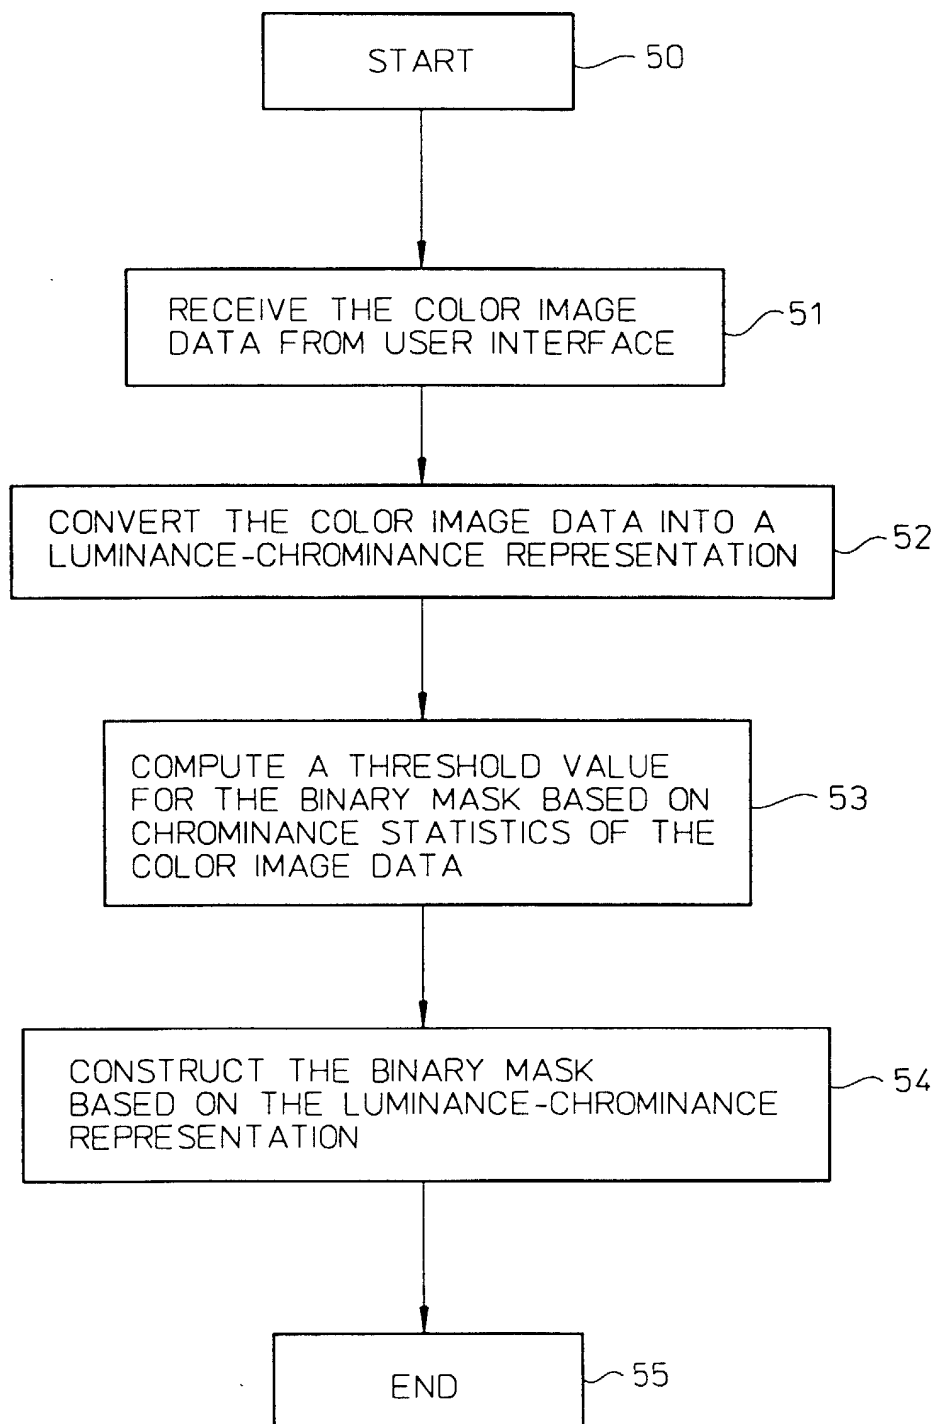 START
50
RECEIVE THE COLOR IMAGE
DATA FROM USER INTERFACE
51
CONVERT THE COLOR IMAGE DATA INTO A
LUMINANCE-CHROMINANCE REPRESENTATION
52
COMPUTE A THRESHOLD VALUE
FOR THE BINARY MASK BASED ON
CHROMINANCE STATISTICS OF THE
COLOR IMAGE DATA
53
CONSTRUCT THE BINARY MASK
BASED ON THE LUMINANCE-CHROMINANCE
REPRESENTATION
54
END
55